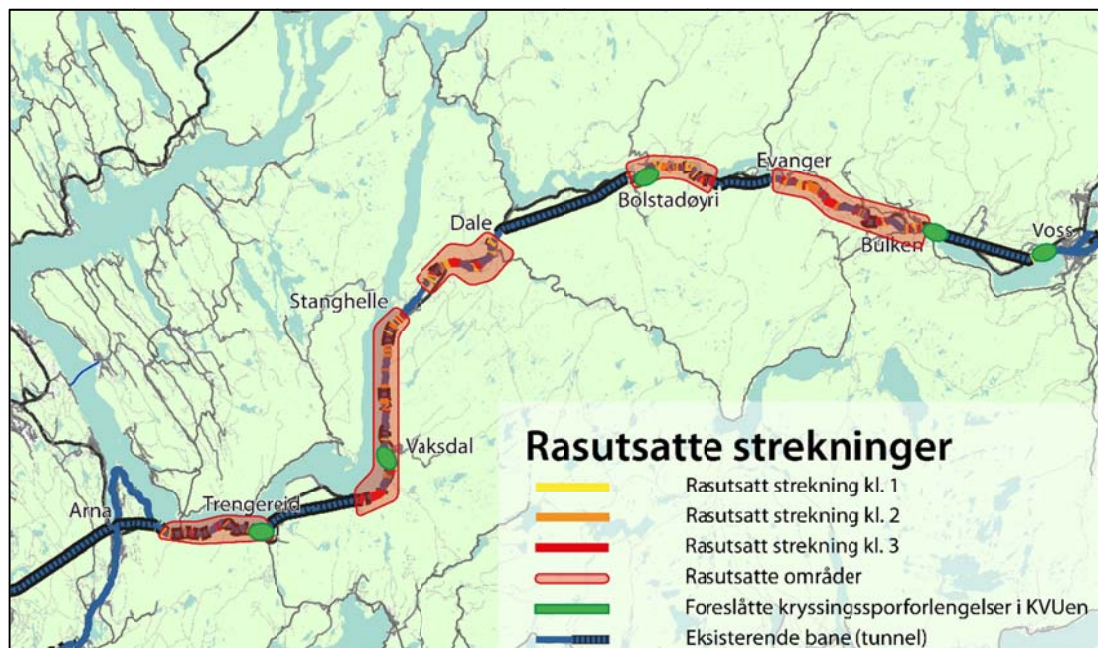 Evanger
Bolstadøyri
Dale
Bulken
Voss
Stanghelle
Vaksdal
Trengereid
Arna
Rasutsatte strekninger
Rasutsatt strekning kl. 1
Rasutsatt strekning kl. 2
Rasutsatt strekning kl. 3
Rasutsatte områder
Foreslåtte kryssingssporforlengelser i KVUen
Eksisterende bane (tunnel)